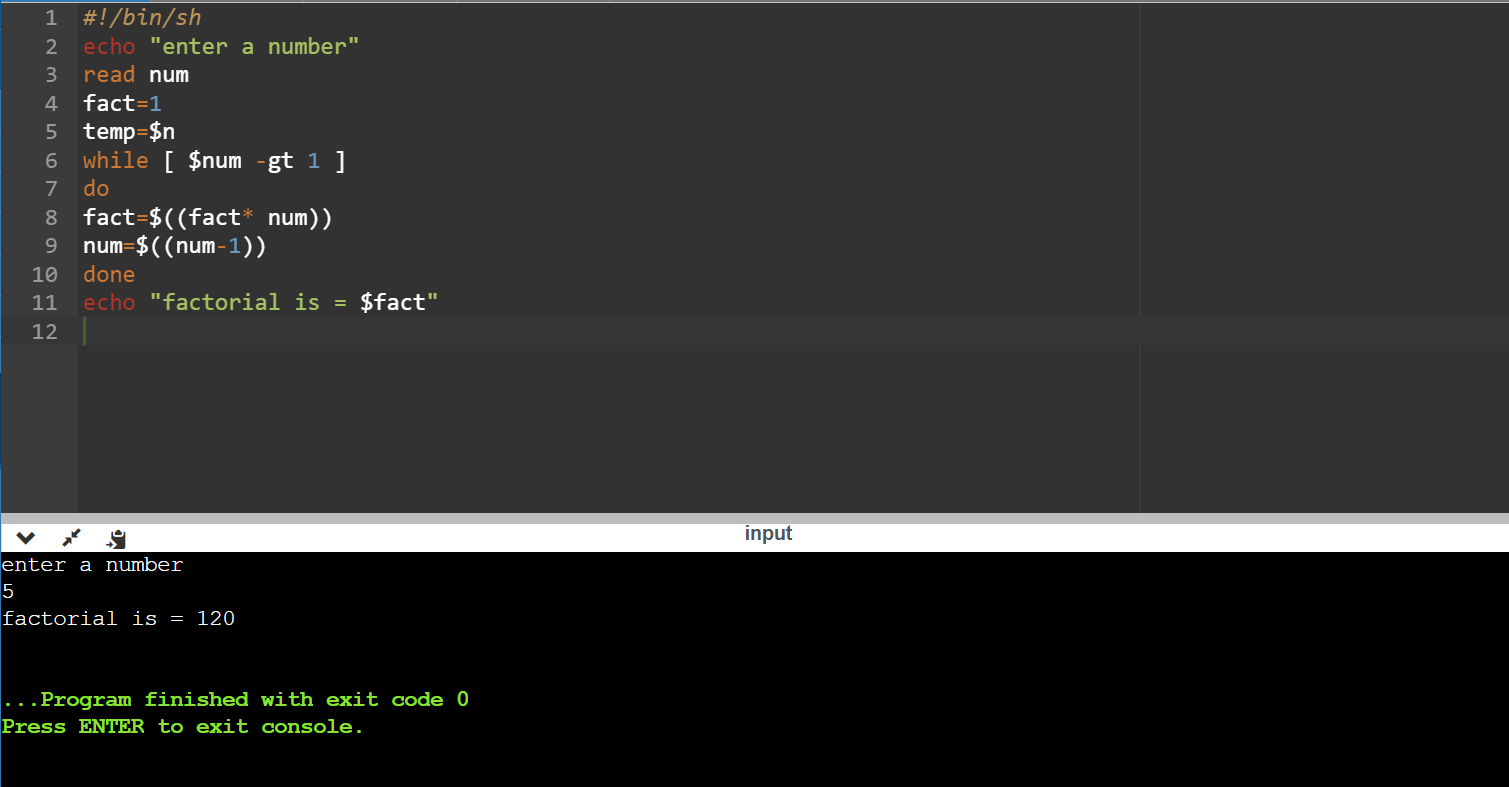 1 #!/bin/sh
2 echo "enter a number"
3 read num
4 fact=1
5 temp=$n
6 while [ $num -gt 1 ]
7 do
8 fact=$((fact* num))
9 num=$((num-1))
10 done
11 echo "factorial is = $fact"
12
input
enter a number
5
factorial is = 120
...Program finished with exit code 0
Press ENTER to exit console.